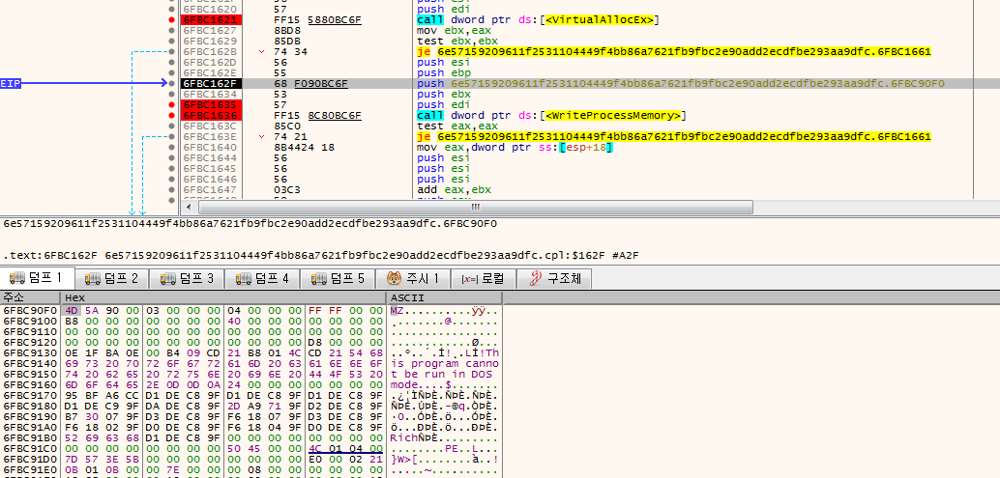 6FBC1620 57 push edi
6FBC1621 FF15 5880BC6F call dword ptr ds:[<VirtualAllocEx>]
6FBC1627 8BD8 mov ebx,eax
6FBC1629 85DB test ebx,ebx
6FBC162B 74 34 je 6e57159209611f2531104449f4bb86a7621fb9fbc2e90add2ecdfbe293aa9dfc.6FBC1661
6FBC162D 56 push esi
6FBC162E 55 push ebp
EIP 6FBC162F 68 F090BC6F push 6e57159209611f2531104449f4bb86a7621fb9fbc2e90add2ecdfbe293aa9dfc.6FBC90F0
6FBC1634 53 push ebx
6FBC1635 57 push edi
6FBC1636 FF15 8C80BC6F call dword ptr ds:[<WriteProcessMemory>]
6FBC163C 85C0 test eax,eax
6FBC163E 74 21 je 6e57159209611f2531104449f4bb86a7621fb9fbc2e90add2ecdfbe293aa9dfc.6FBC1661
6FBC1640 8B4424 18 mov eax,dword ptr ss:[esp+18]
6FBC1644 56 push esi
6FBC1645 56 push esi
6FBC1646 56 push esi
6FBC1647 03C3 add eax,ebx
6e57159209611f2531104449f4bb86a7621fb9fbc2e90add2ecdfbe293aa9dfc.6FBC90F0
.text:6FBC162F 6e57159209611f2531104449f4bb86a7621fb9fbc2e90add2ecdfbe293aa9dfc.cpl:$162F #A2F
덤프 1 덤프 2 덤프 3 덤프 4 덤프 5 주시 1 [x=] 로컬 구조체
주소 Hex ASCII
6FBC90F0 4D 5A 90 00 03 00 00 00 04 00 00 00 FF FF 00 00 MZ..........ÿÿ..
6FBC9100 B8 00 00 00 00 00 00 00 40 00 00 00 00 00 00 00 ¸.......@.......
6FBC9110 00 00 00 00 00 00 00 00 00 00 00 00 00 00 00 00 ................
6FBC9120 00 00 00 00 00 00 00 00 00 00 00 00 D8 00 00 00 ............Ø...
6FBC9130 0E 1F BA 0E 00 B4 09 CD 21 B8 01 4C CD 21 54 68 ..º..´.Í!¸.LÍ!Th
6FBC9140 69 73 20 70 72 6F 67 72 61 6D 20 63 61 6E 6E 6F is program canno
6FBC9150 74 20 62 65 20 72 75 6E 20 69 6E 20 44 4F 53 20 t be run in DOS
6FBC9160 6D 6F 64 65 2E 0D 0D 0A 24 00 00 00 00 00 00 00 mode....$.......
6FBC9170 95 BF A6 CC D1 DE C8 9F D1 DE C8 9F D1 DE C8 9F .¿¦ÌÑÞÈ.ÑÞÈ.ÑÞÈ.
6FBC9180 D1 DE C9 9F DA DE C8 9F 2D A9 71 9F D2 DE C8 9F ÑÞÉ.ÚÞÈ.-©q.ÒÞÈ.
6FBC9190 B7 30 07 9F D3 DE C8 9F F6 18 07 9F D3 DE C8 9F ·0..ÓÞÈ.ö...ÓÞÈ.
6FBC91A0 F6 18 02 9F D0 DE C8 9F F6 18 04 9F D0 DE C8 9F ö...ÐÞÈ.ö...ÐÞÈ.
6FBC91B0 52 69 63 68 D1 DE C8 9F 00 00 00 00 00 00 00 00 RichÑÞÈ.........
6FBC91C0 00 00 00 00 00 00 00 00 50 45 00 00 4C 01 04 00 ........PE..L...
6FBC91D0 7D 57 3E 5B 00 00 00 00 00 00 00 00 E0 00 02 21 }W>[........à..!
6FBC91E0 0B 01 0B 00 00 7E 00 00 00 08 00 00 00 00 00 00 .....~..........